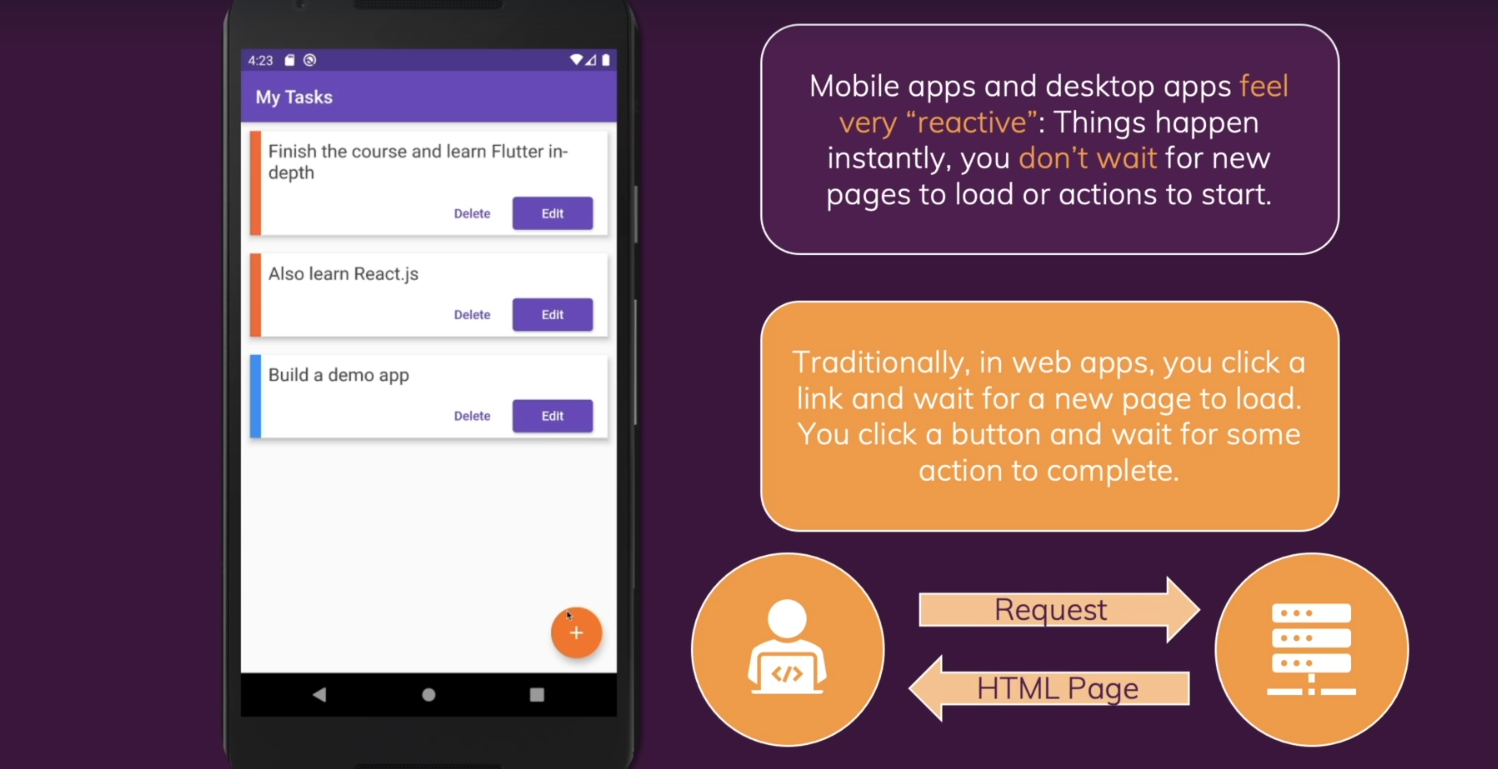 4:23
My Tasks
Finish the course and learn Flutter in-
depth
Delete
Edit
Also learn React.js
Delete
Edit
Build a demo app
Delete
Edit
+
Mobile apps and desktop apps feel
very “reactive”: Things happen
instantly, you don’t wait for new
pages to load or actions to start.
Traditionally, in web apps, you click a
link and wait for a new page to load.
You click a button and wait for some
action to complete.
</>
Request
HTML Page